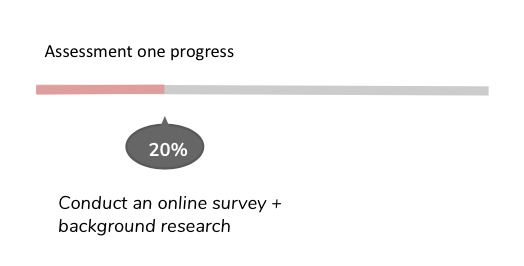 Assessment one progress
20%
Conduct an online survey +
background research